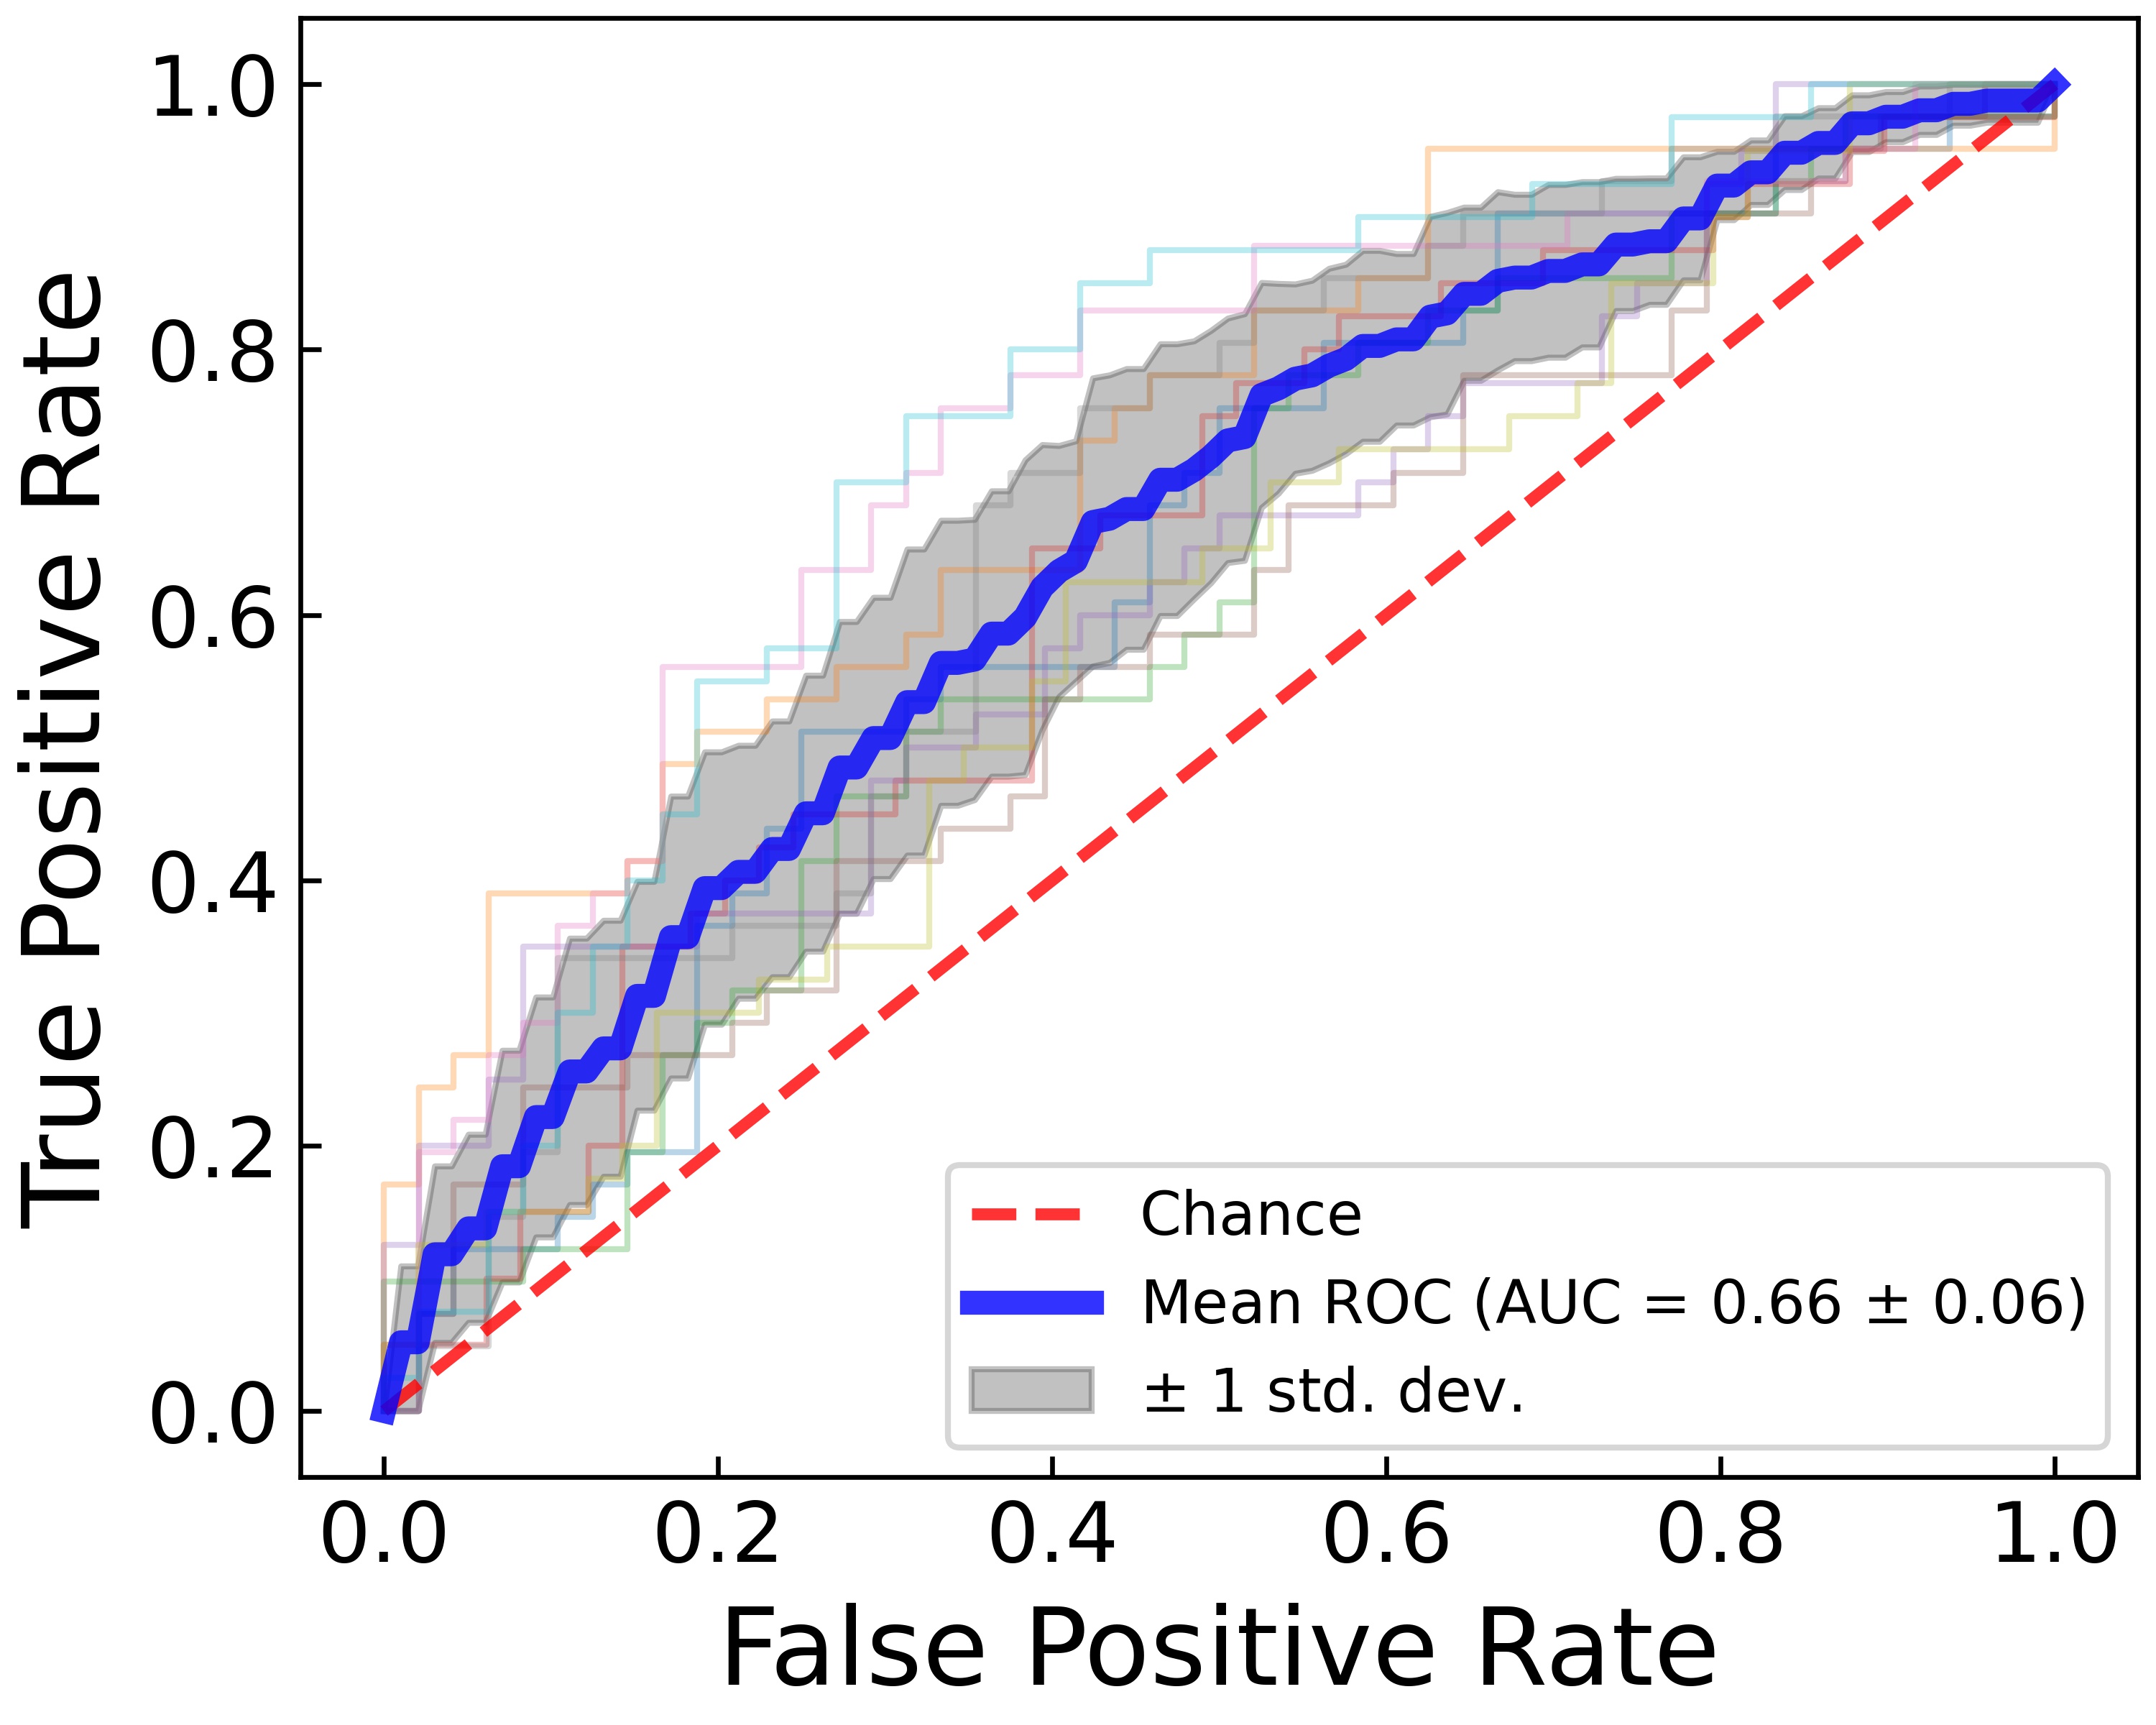 True Positive Rate
1.0
0.8
0.6
0.4
0.2
0.0
Chance
Mean ROC (AUC = 0.66 ± 0.06)
± 1 std. dev.
0.0 0.2 0.4 0.6 0.8 1.0
False Positive Rate